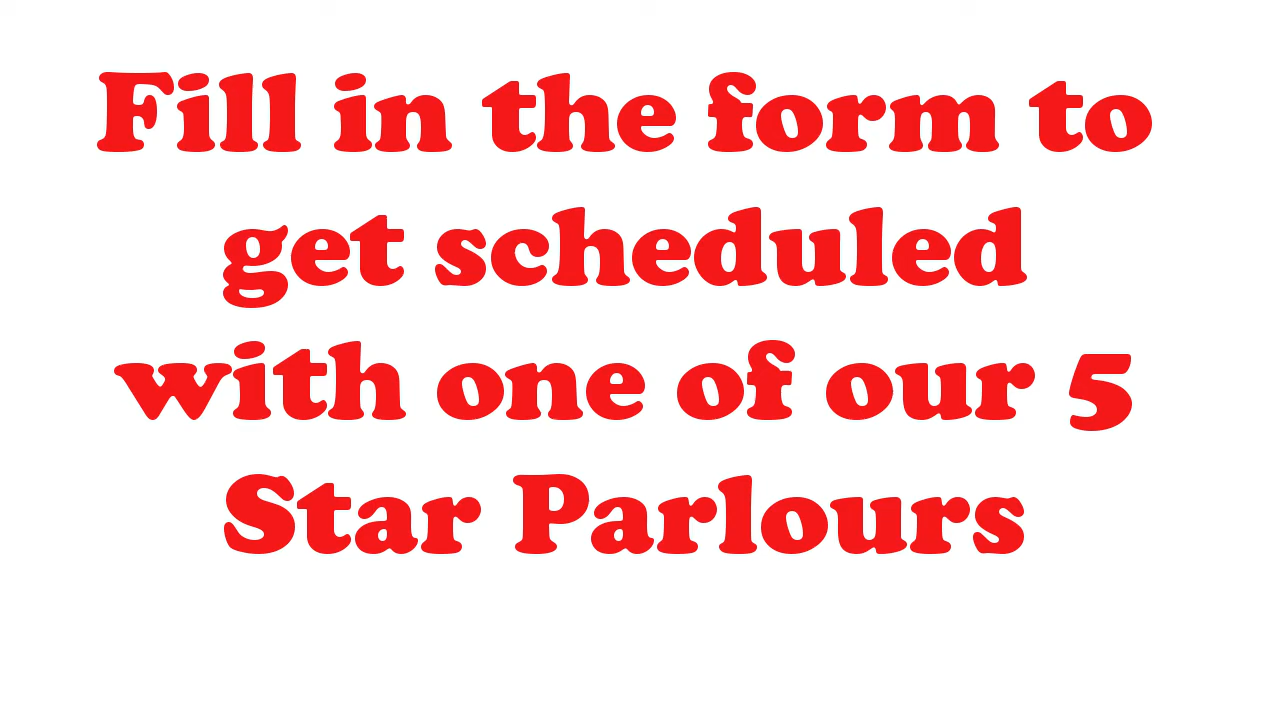 Fill in the form to
get scheduled
with one of our 5
Star Parlours